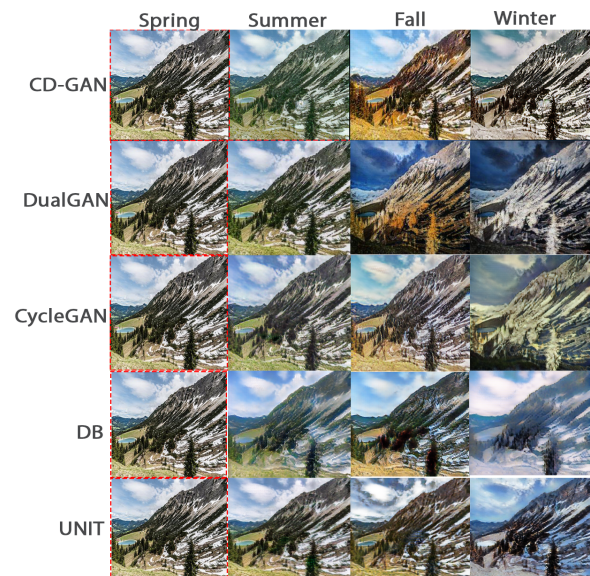 Spring Summer Fall Winter
CD-GAN
DualGAN
CycleGAN
DB
UNIT